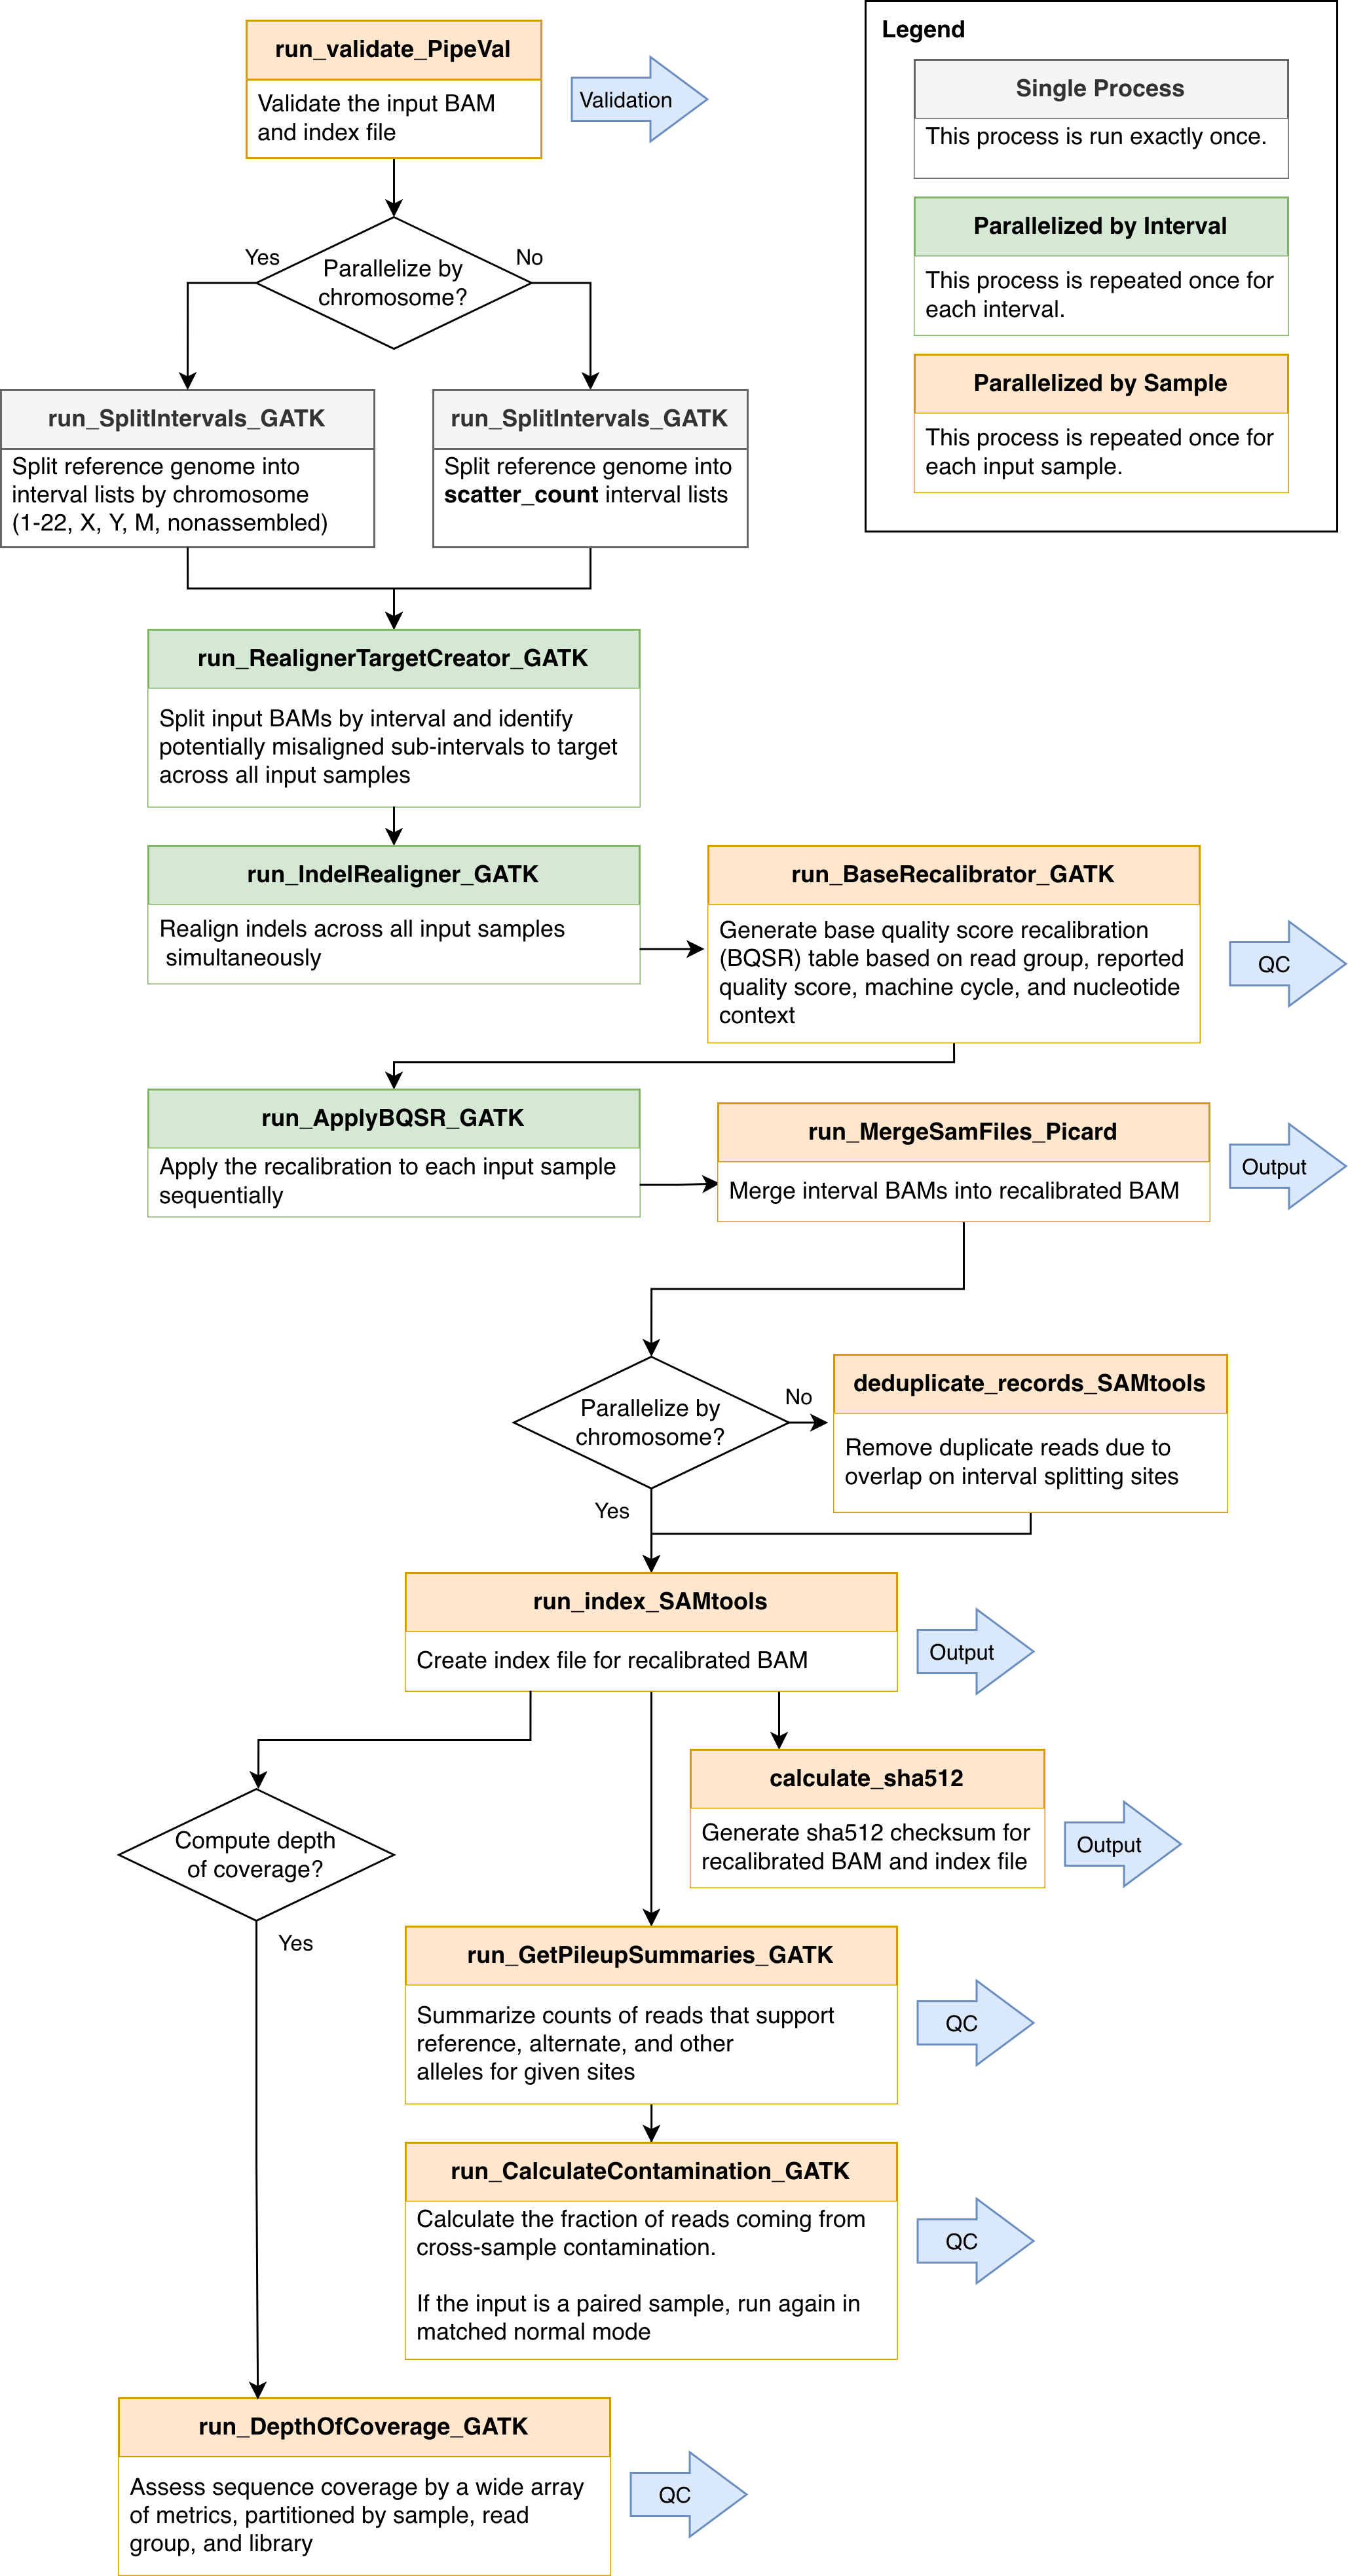 run_validate_PipeVal
Validate the input BAM
and index file
Validation
Legend
Single Process
This process is run exactly once.
Parallelized by Interval
This process is repeated once for
each interval.
Parallelized by Sample
This process is repeated once for
each input sample.
Yes
No
Parallelize by
chromosome?
run_SplitIntervals_GATK
Split reference genome into
interval lists by chromosome
(1-22, X, Y, M, nonassembled)
run_SplitIntervals_GATK
Split reference genome into
scatter_count interval lists
run_RealignerTargetCreator_GATK
Split input BAMs by interval and identify
potentially misaligned sub-intervals to target
across all input samples
run_IndelRealigner_GATK
Realign indels across all input samples
simultaneously
run_BaseRecalibrator_GATK
Generate base quality score recalibration
(BQSR) table based on read group, reported
quality score, machine cycle, and nucleotide
context
QC
run_ApplyBQSR_GATK
Apply the recalibration to each input sample
sequentially
run_MergeSamFiles_Picard
Merge interval BAMs into recalibrated BAM
Output
Parallelize by
chromosome?
No
Yes
deduplicate_records_SAMtools
Remove duplicate reads due to
overlap on interval splitting sites
run_index_SAMtools
Create index file for recalibrated BAM
Output
calculate_sha512
Generate sha512 checksum for
recalibrated BAM and index file
Output
Compute depth
of coverage?
Yes
run_GetPileupSummaries_GATK
Summarize counts of reads that support
reference, alternate, and other
alleles for given sites
QC
run_CalculateContamination_GATK
Calculate the fraction of reads coming from
cross-sample contamination.
If the input is a paired sample, run again in
matched normal mode
QC
run_DepthOfCoverage_GATK
Assess sequence coverage by a wide array
of metrics, partitioned by sample, read
group, and library
QC